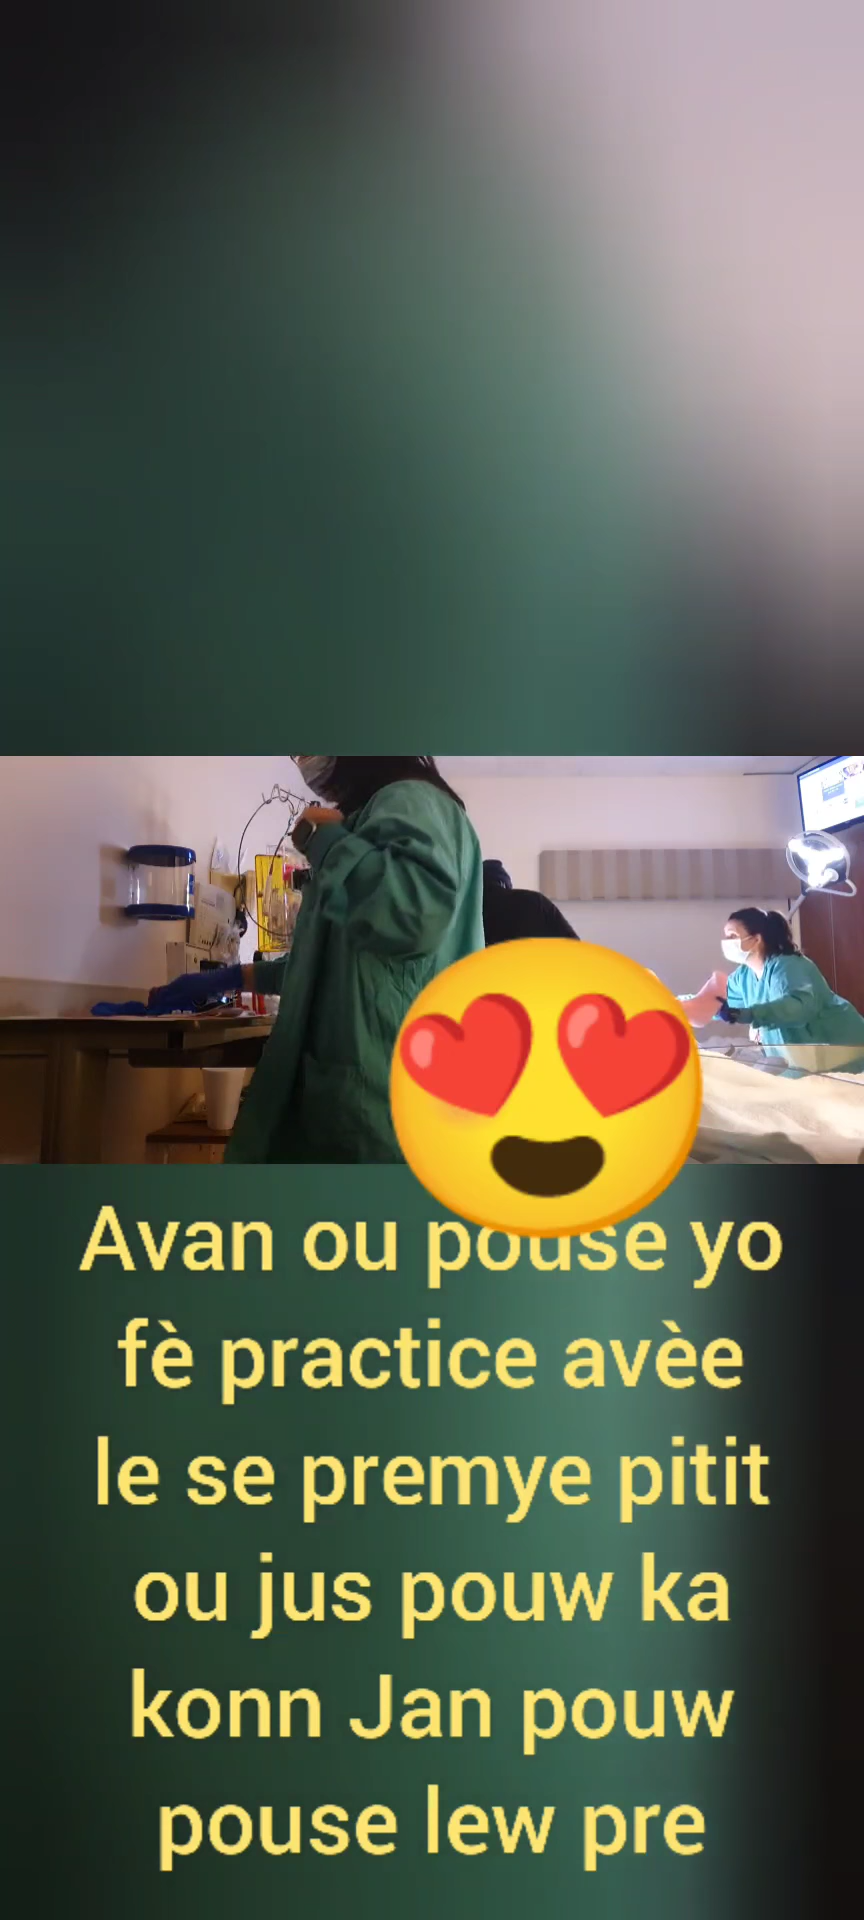 Avan ou pouse yo
fè practice avèe
le se premye pitit
ou jus pouw ka
konn Jan pouw
pouse lew pre